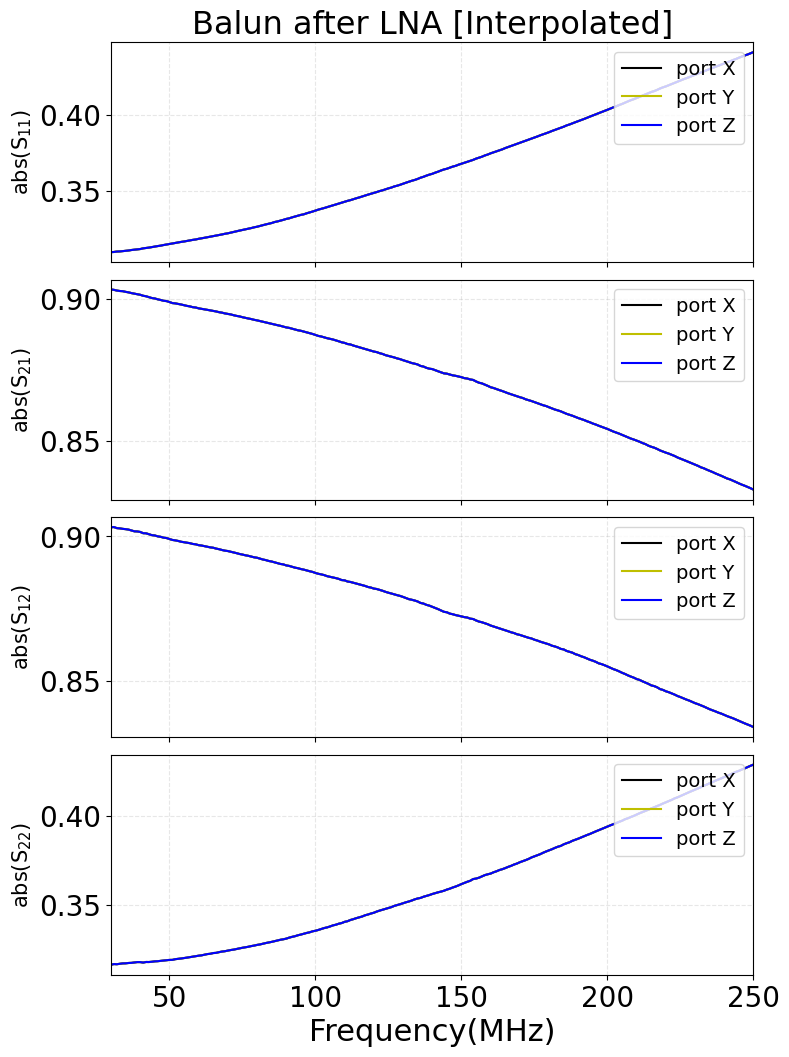 Balun after LNA [Interpolated]
abs(S11)
0.40
0.35
port X
port Y
port Z
abs(S21)
0.90
0.85
port X
port Y
port Z
abs(S12)
0.90
0.85
port X
port Y
port Z
abs(S22)
0.40
0.35
port X
port Y
port Z
50 100 150 200 250
Frequency(MHz)